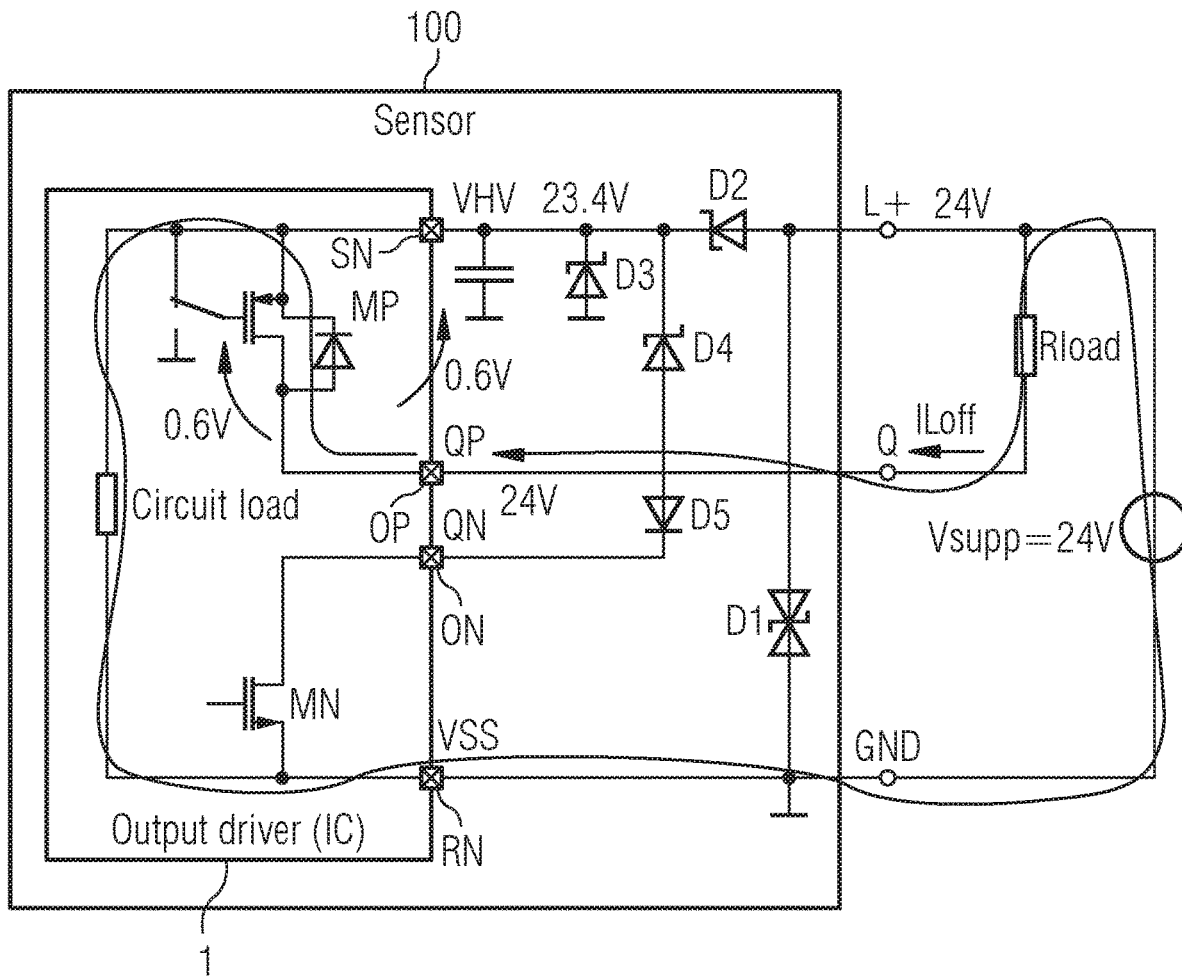 100
Sensor
VHV 23.4V
D2
L+ 24V
SN
MP
D3
D4
Rload
0.6V
0.6V
QP
Q
ILoff
24V
Circuit load
OP
QN
D5
Vsupp=24V
ON
D1
MN
VSS
GND
Output driver (IC)
RN
1